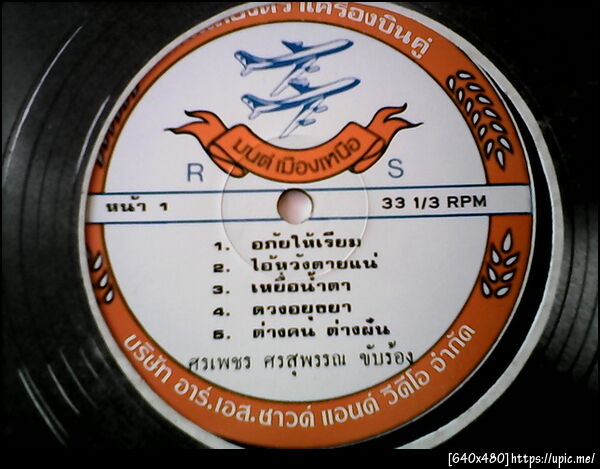 เครื่องบินคู่
มนต์เมืองเหนือ
R S
หน้า 1 33 1/3 RPM
1. อภัยให้เรียม
2. ไอ้หวังตายแน่
3. เหยื่อน้ำตา
4. ดวงอยุธยา
5. ต่างคน ต่างฝัน
ศรเพชร ศรสุพรรณ ขับร้อง
บริษัท อาร์.เอส.ซาวด์ แอนด์ วีดีโอ จำกัด
[640x480]https://upic.me/